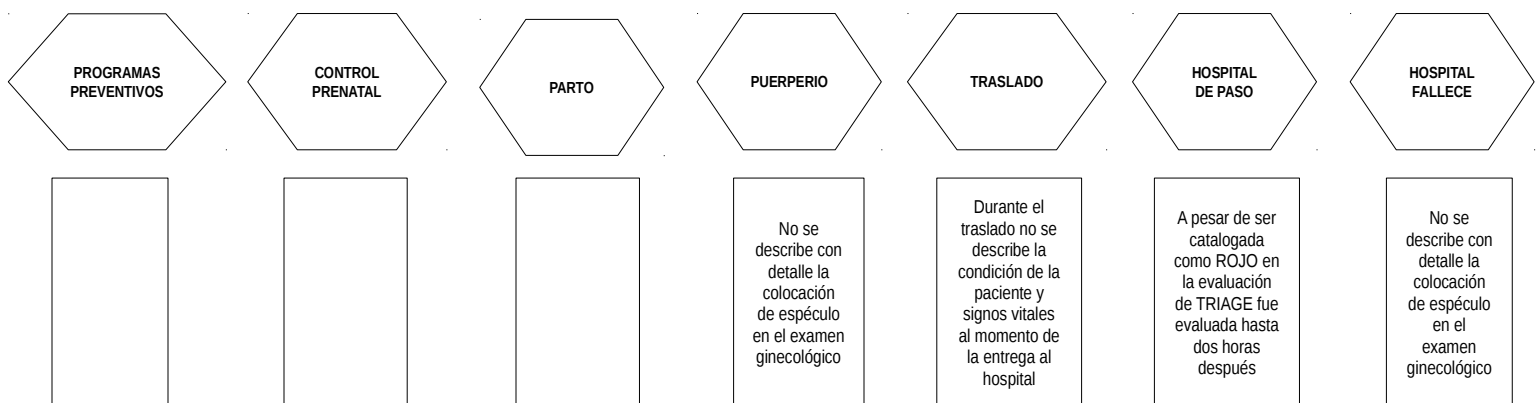 PROGRAMAS
PREVENTIVOS
CONTROL
PRENATAL
PARTO
PUERPERIO
TRASLADO
HOSPITAL
DE PASO
HOSPITAL
FALLECE
No se
describe con
detalle la
colocación
de espéculo
en el examen
ginecológico
Durante el
traslado no se
describe la
condición de la
paciente y
signos vitales
al momento de
la entrega al
hospital
A pesar de ser
catalogada
como ROJO en
la evaluación
de TRIAGE fue
evaluada hasta
dos horas
después
No se
describe con
detalle la
colocación
de espéculo
en el
examen
ginecológico